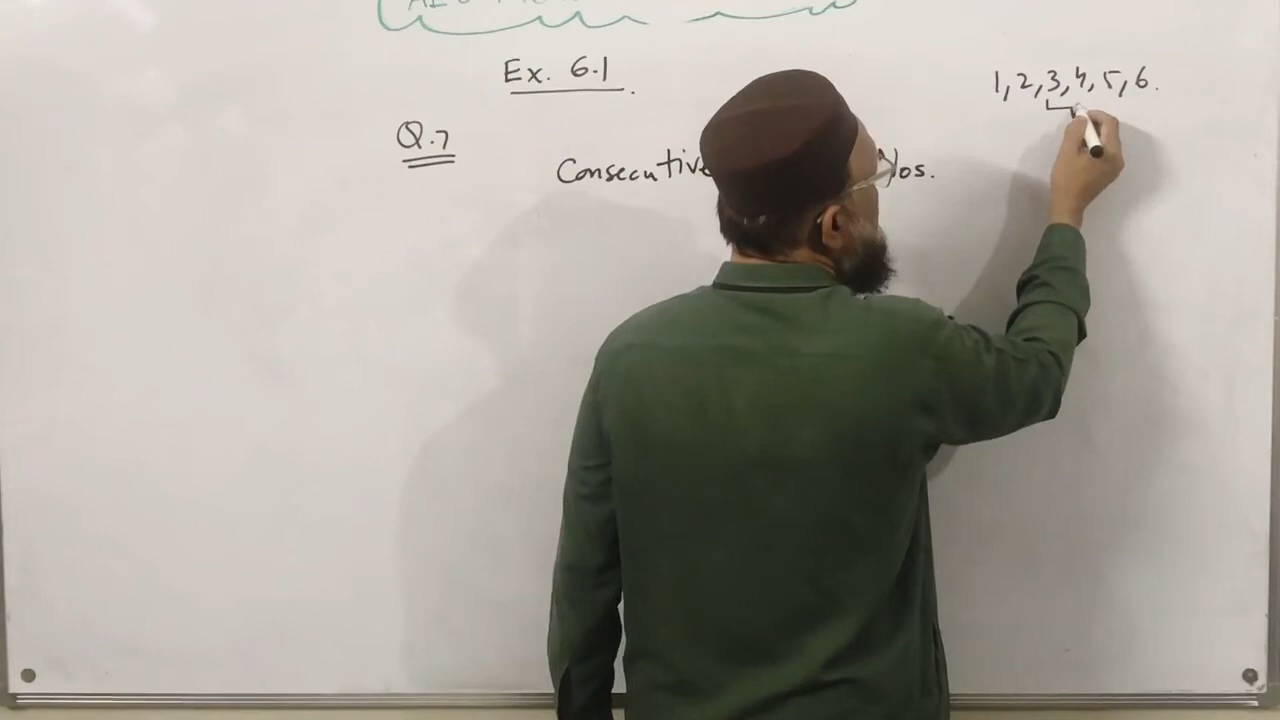 Ex. 6.1
1, 2, 3, 4, 5, 6.
Q.7
Consecutive Nos.